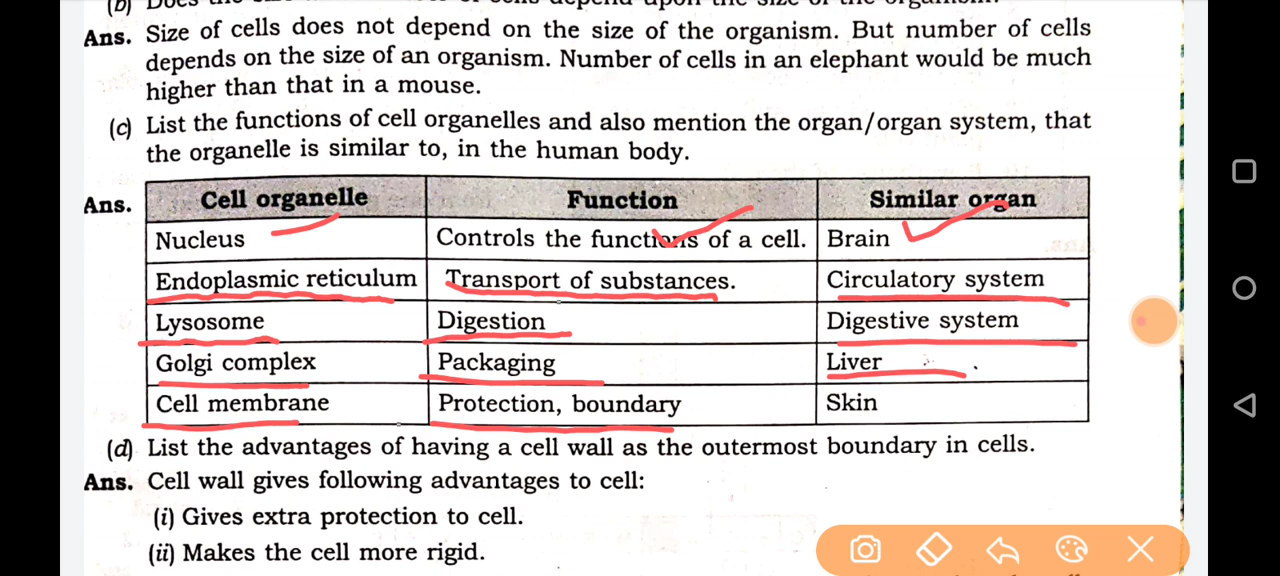 Ans. Size of cells does not depend on the size of the organism. But number of cells
depends on the size of an organism. Number of cells in an elephant would be much
higher than that in a mouse.
(c) List the functions of cell organelles and also mention the organ/organ system, that
the organelle is similar to, in the human body.
Ans. Cell organelle Function Similar organ
Nucleus Controls the functions of a cell. Brain
Endoplasmic reticulum Transport of substances. Circulatory system
Lysosome Digestion Digestive system
Golgi complex Packaging Liver
Cell membrane Protection, boundary Skin
(d) List the advantages of having a cell wall as the outermost boundary in cells.
Ans. Cell wall gives following advantages to cell:
(i) Gives extra protection to cell.
(ii) Makes the cell more rigid.